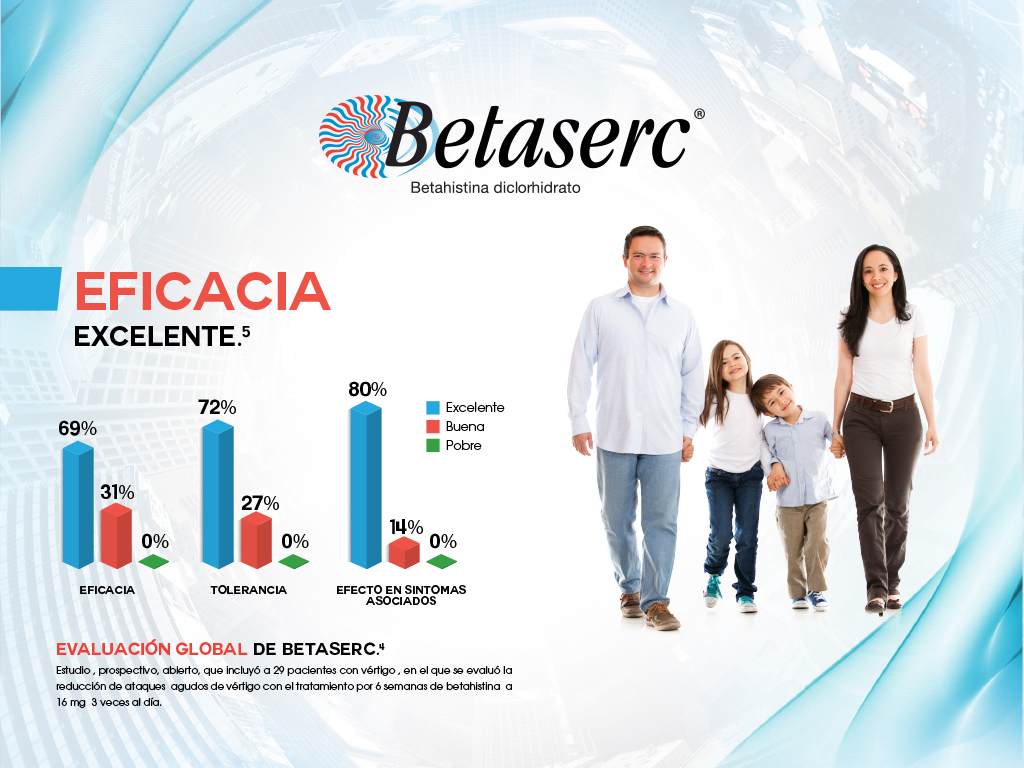 Betaserc®
Betahistina diclorhidrato
EFICACIA
EXCELENTE.⁵
69%
31%
0%
EFICACIA
72%
27%
0%
TOLERANCIA
80%
14%
0%
EFECTO EN SINTOMAS
ASOCIADOS
Excelente
Buena
Pobre
EVALUACIÓN GLOBAL DE BETASERC.⁴
Estudio , prospectivo, abierto, que incluyó a 29 pacientes con vértigo , en el que se evaluó la
reducción de ataques agudos de vértigo con el tratamiento por 6 semanas de betahistina a
16 mg 3 veces al día.